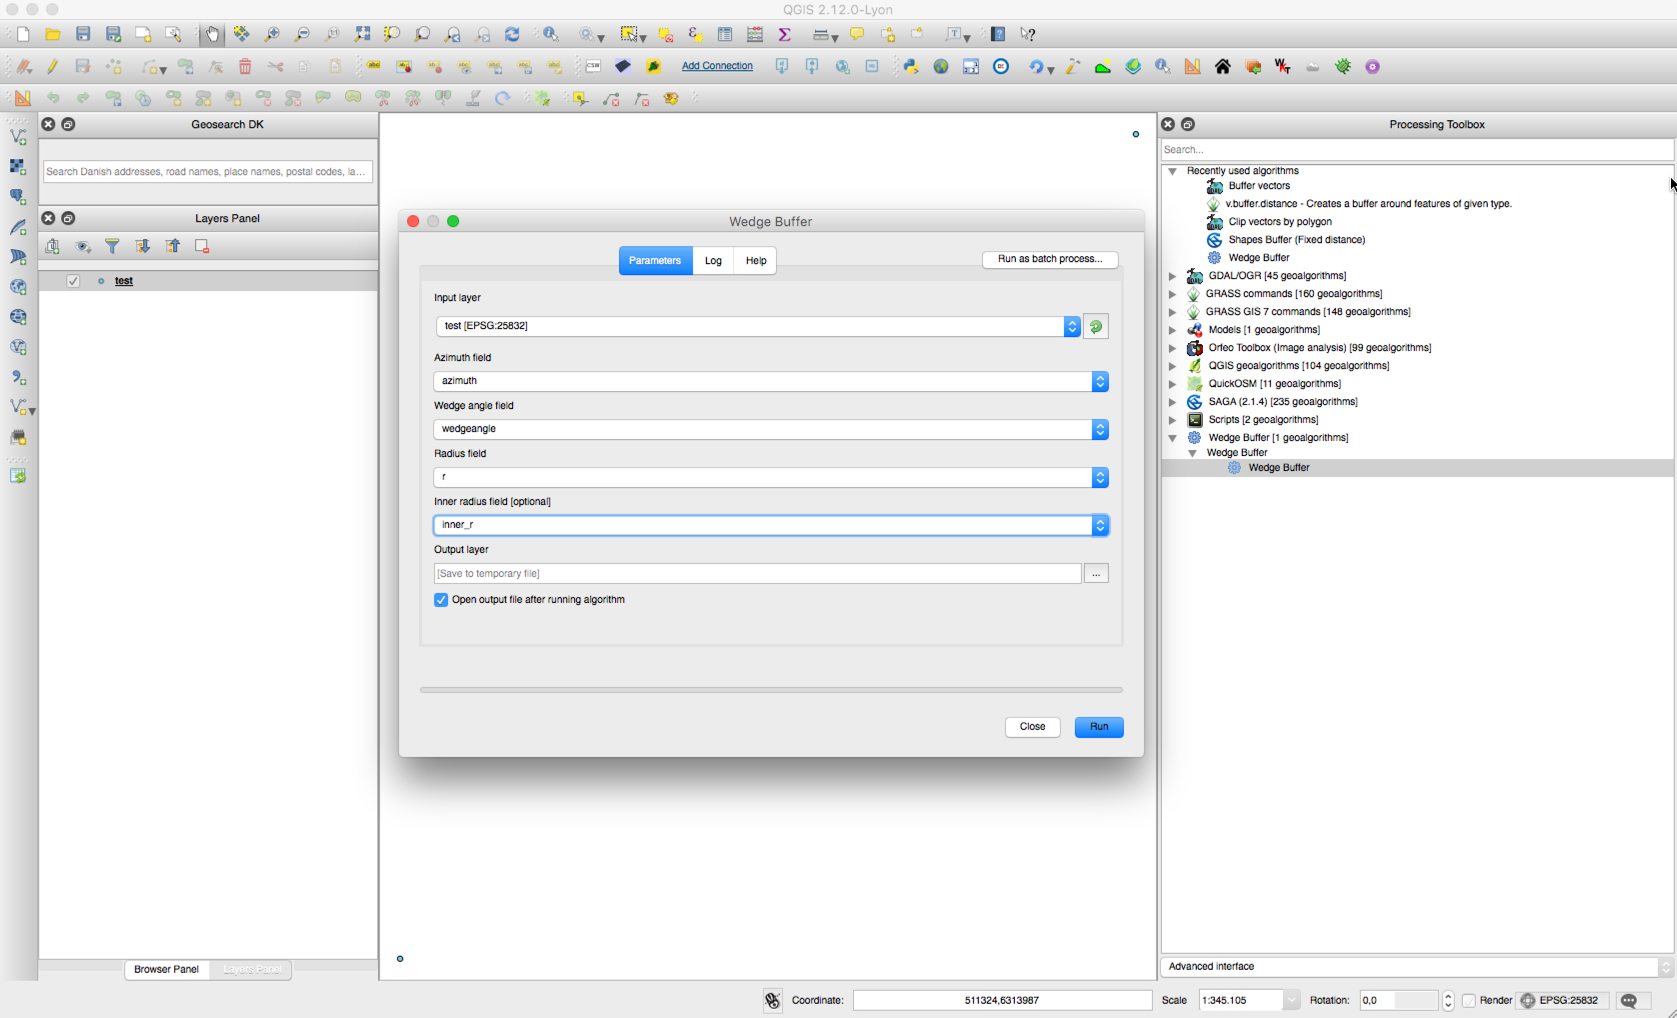 QGIS 2.12.0-Lyon
CSW
Add Connection
Geosearch DK
Search Danish addresses, road names, place names, postal codes, la...
Layers Panel
test
Browser Panel
Layers Panel
Wedge Buffer
Parameters
Log
Help
Run as batch process...
Input layer
test [EPSG:25832]
Azimuth field
azimuth
Wedge angle field
wedgeangle
Radius field
r
Inner radius field [optional]
inner_r
Output layer
[Save to temporary file]
...
Open output file after running algorithm
Close
Run
Processing Toolbox
Search...
Recently used algorithms
Buffer vectors
v.buffer.distance - Creates a buffer around features of given type.
Clip vectors by polygon
Shapes Buffer (Fixed distance)
Wedge Buffer
GDAL/OGR [45 geoalgorithms]
GRASS commands [160 geoalgorithms]
GRASS GIS 7 commands [148 geoalgorithms]
Models [1 geoalgorithms]
Orfeo Toolbox (Image analysis) [99 geoalgorithms]
QGIS geoalgorithms [104 geoalgorithms]
QuickOSM [11 geoalgorithms]
SAGA (2.1.4) [235 geoalgorithms]
Scripts [2 geoalgorithms]
Wedge Buffer [1 geoalgorithms]
Wedge Buffer
Wedge Buffer
Advanced interface
Coordinate: 511324,6313987 Scale 1:345.105 Rotation: 0,0 Render EPSG:25832